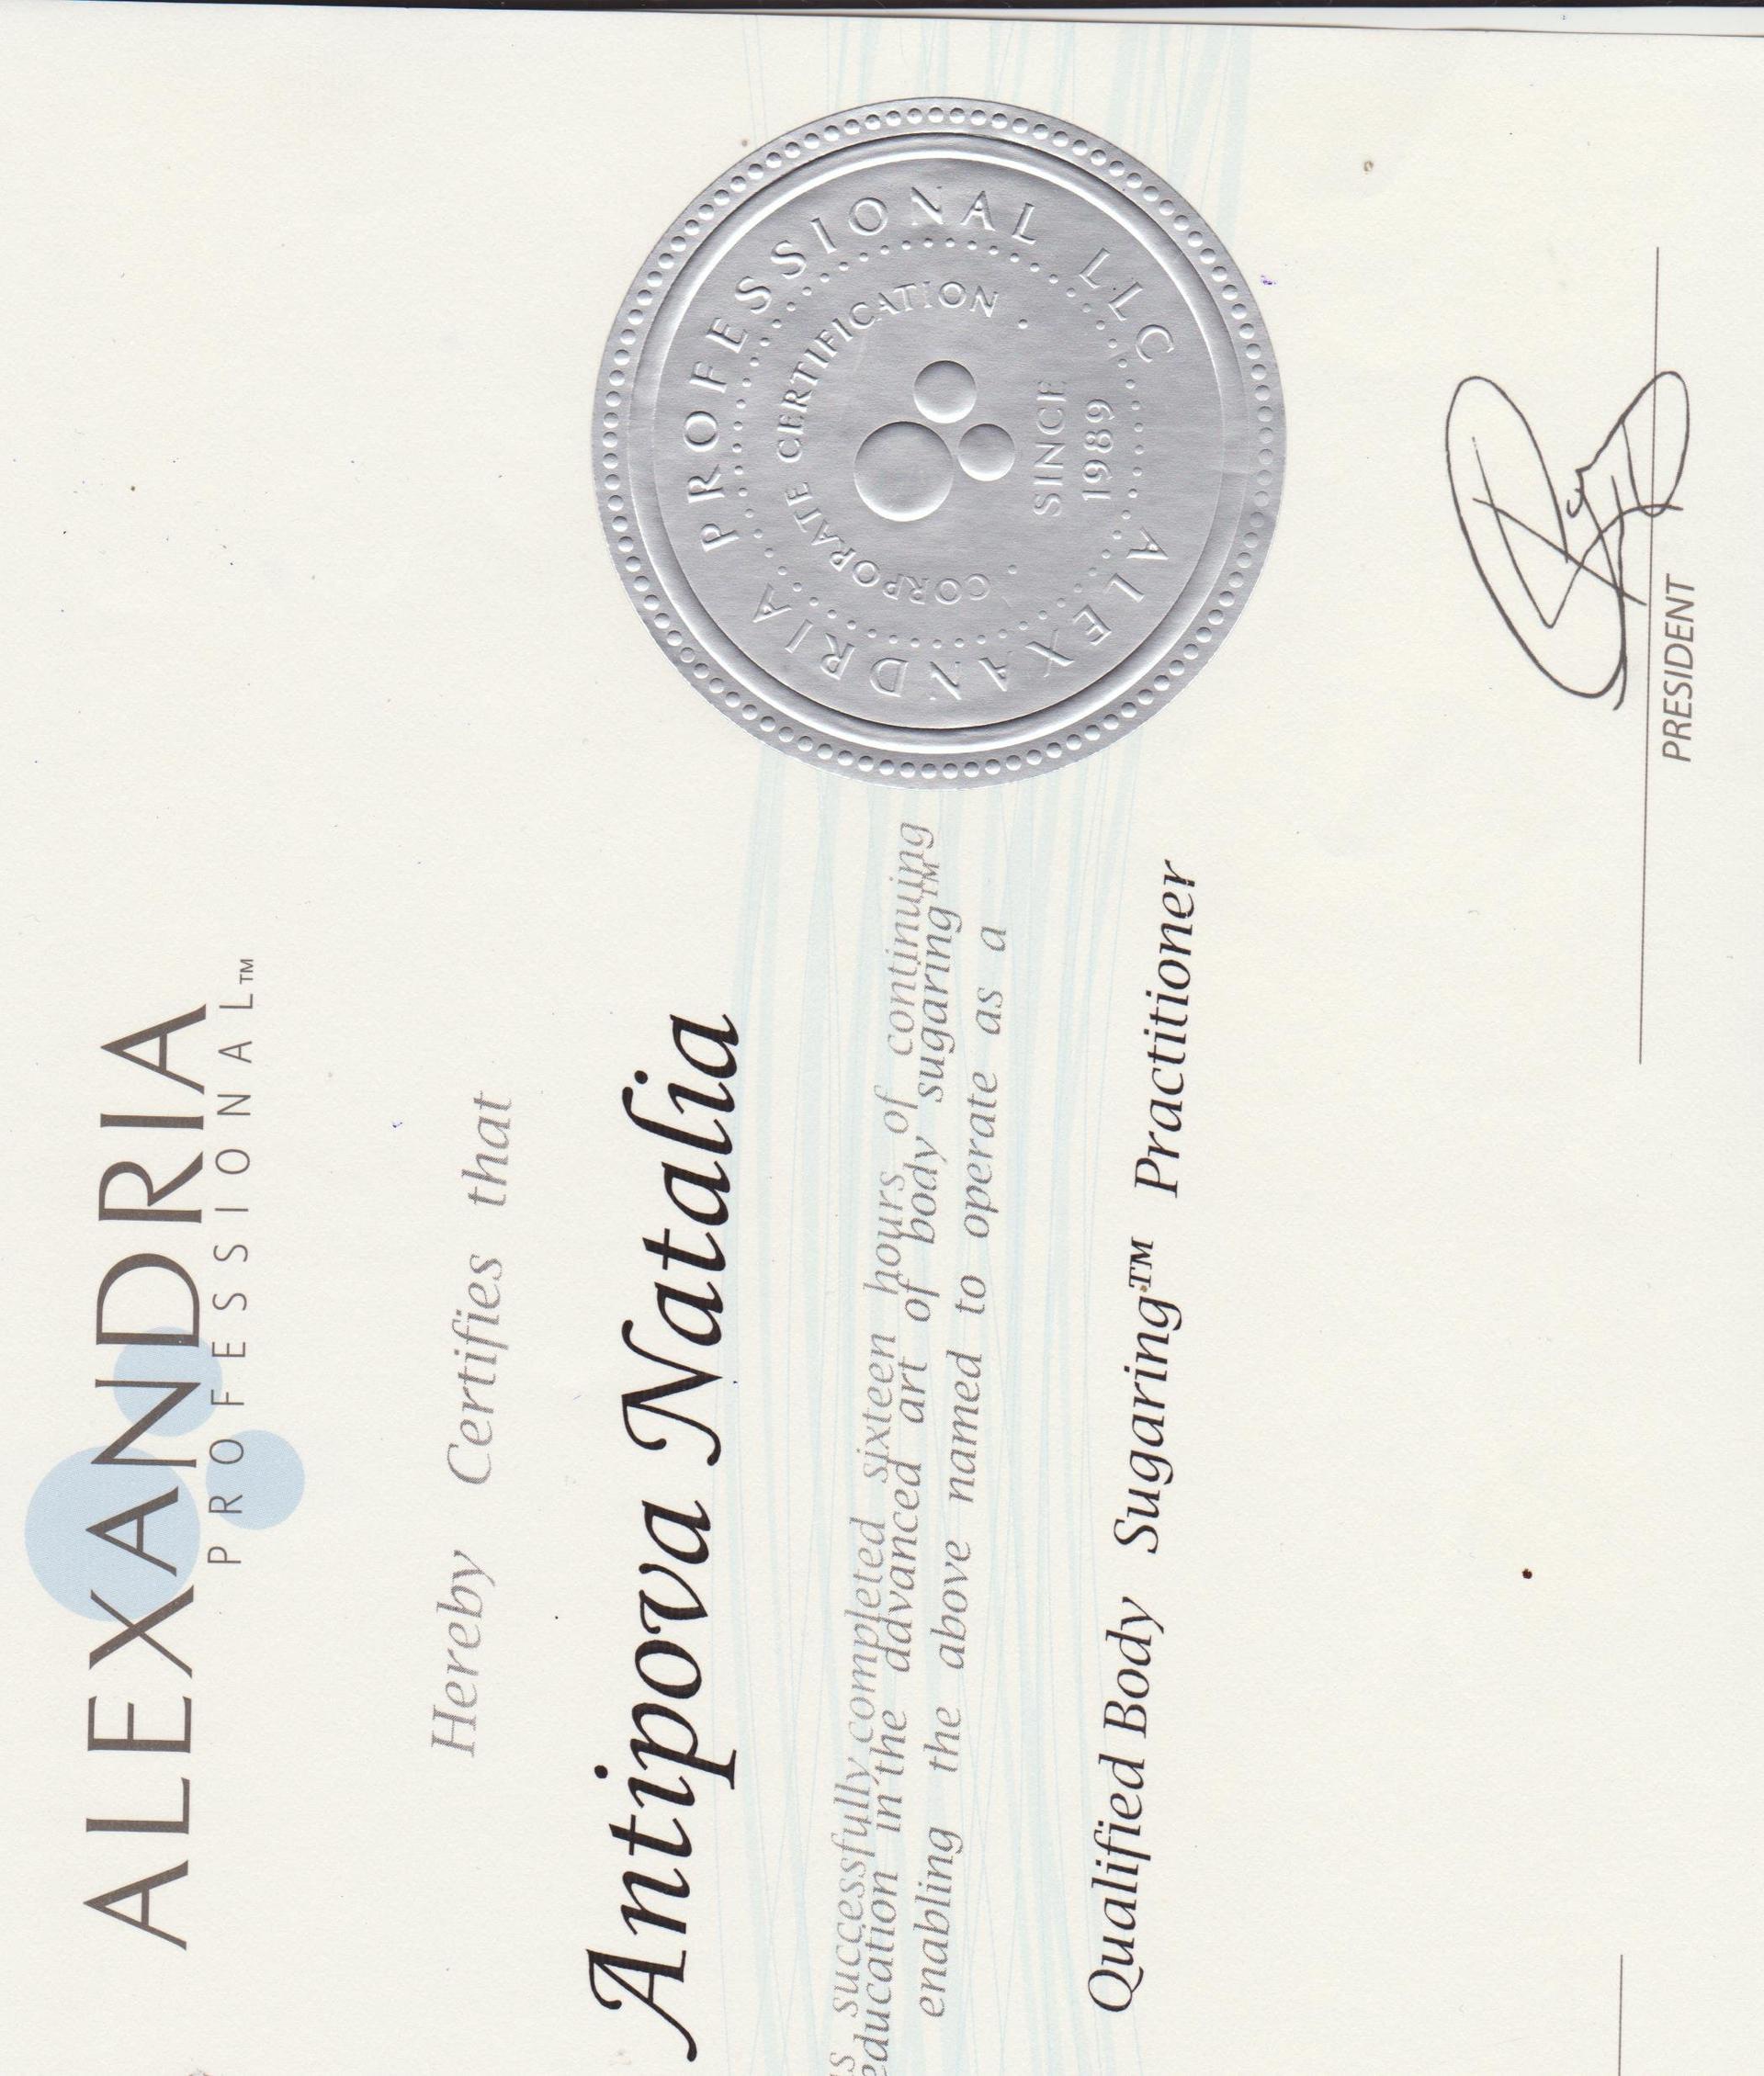 ALEXANDRIA
PROFESSIONAL™
Hereby Certifies that
Antipova Natalia
successfully completed sixteen hours of continuing
education in the advanced art of body sugaring™
enabling the above named to operate as a
Qualified Body Sugaring™ Practitioner
ALEXANDRIA PROFESSIONAL LLC
· CORPORATE CERTIFICATION ·
SINCE
1989
PRESIDENT